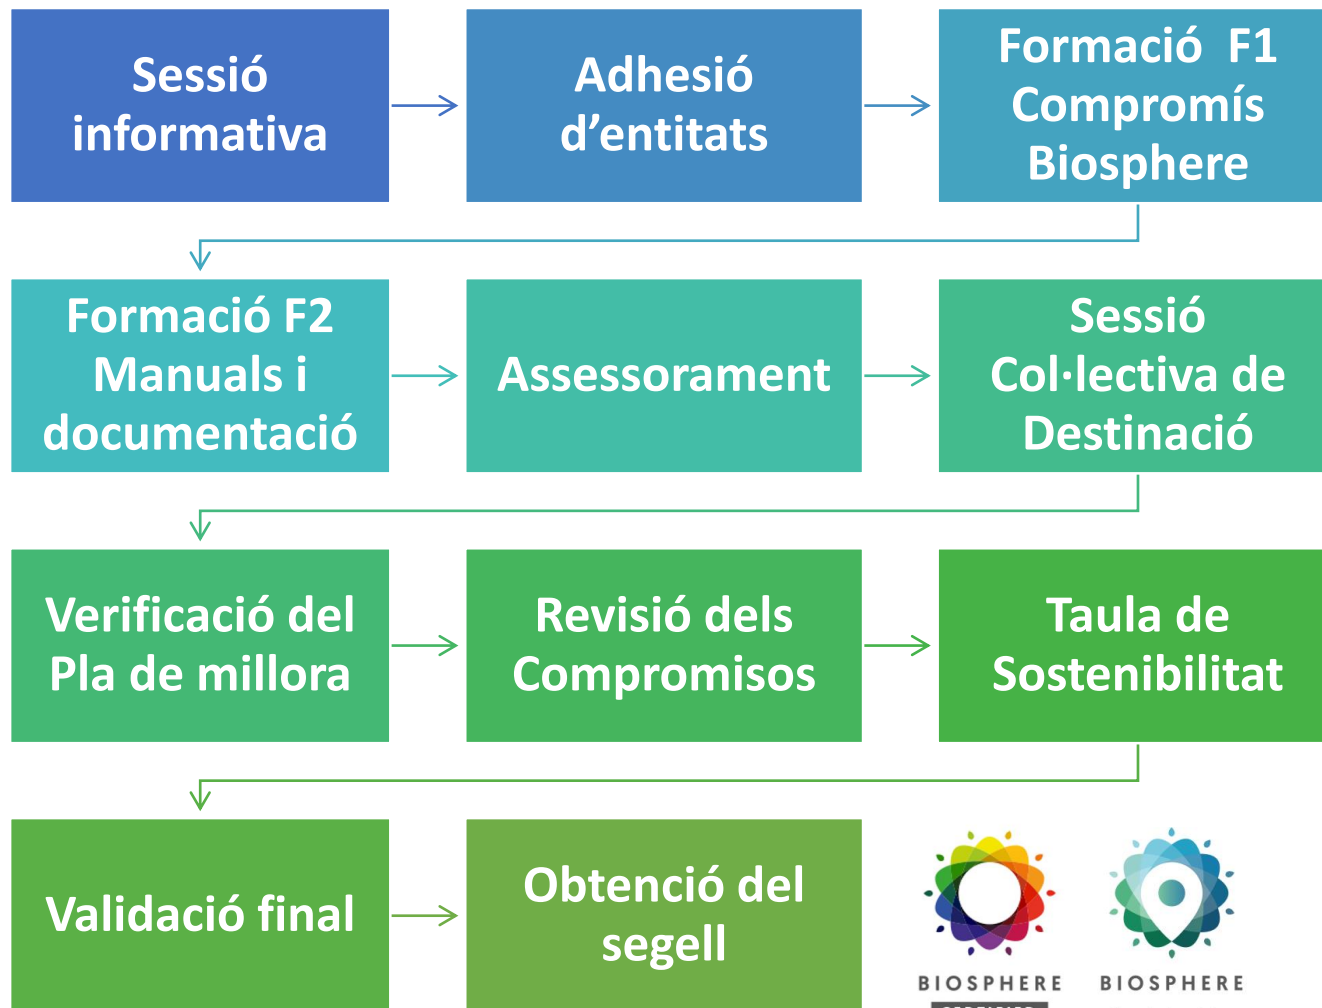 Sessió
informativa
Adhesió
d’entitats
Formació  F1
Compromís
Biosphere
Formació F2
Manuals i
documentació
Assessorament
Sessió
Col·lectiva de
Destinació
Verificació del
Pla de millora
Revisió dels
Compromisos
Taula de
Sostenibilitat
Validació final
Obtenció del
segell
BIOSPHERE
BIOSPHERE